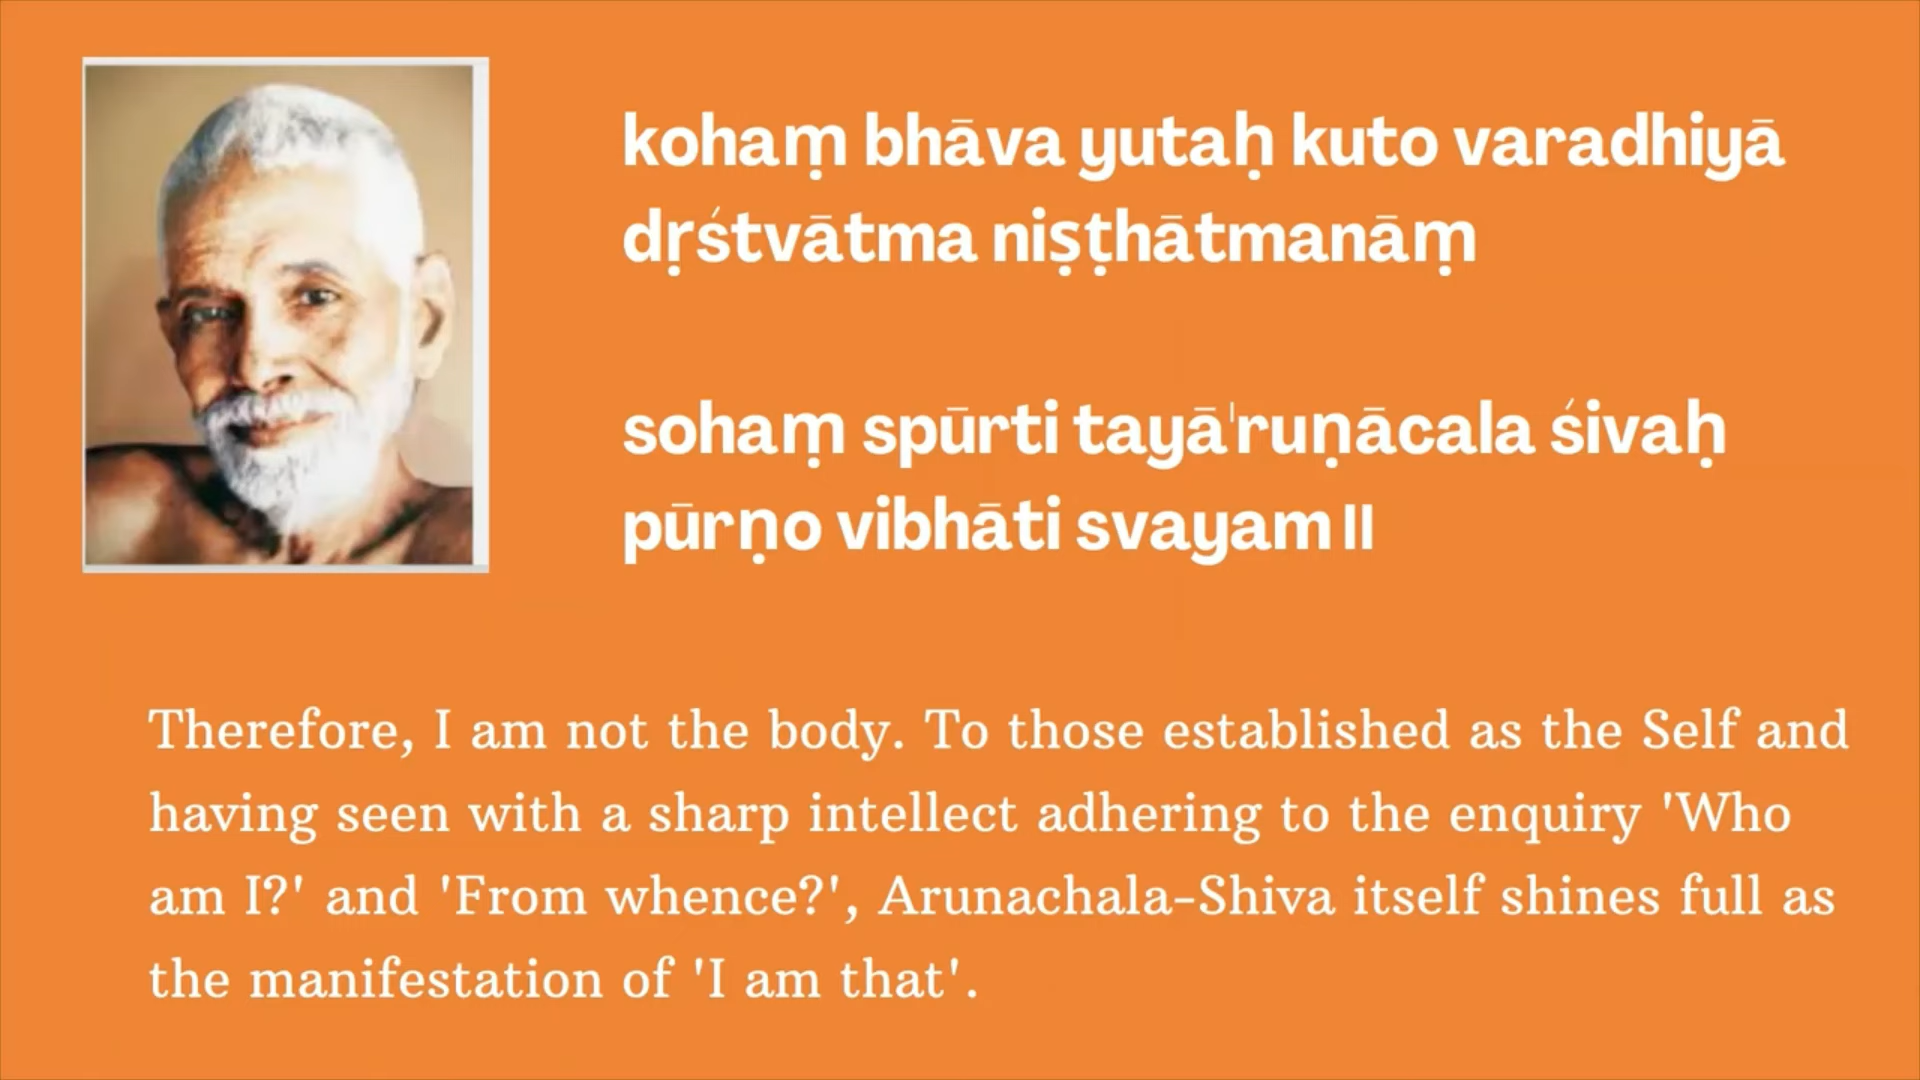 kohaṃ bhāva yutaḥ kuto varadhiyā
dṛśtvātma niṣṭhātmanāṃ
sohaṃ spūrti tayā'ruṇācala śivaḥ
pūrṇo vibhāti svayam॥
Therefore, I am not the body. To those established as the Self and
having seen with a sharp intellect adhering to the enquiry 'Who
am I?' and 'From whence?', Arunachala-Shiva itself shines full as
the manifestation of 'I am that'.